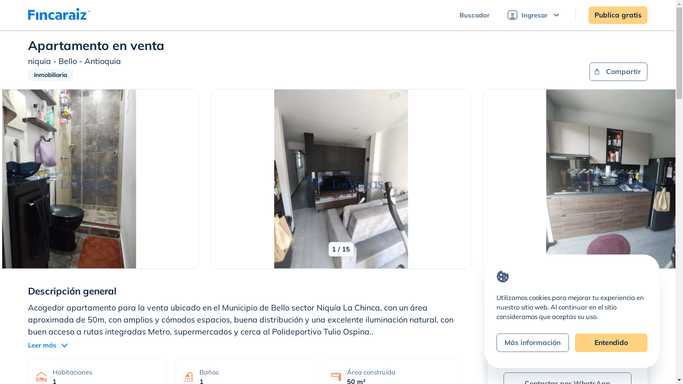 Fincaraiz
Buscador
Ingresar
Publica gratis
Apartamento en venta
niquia - Bello - Antioquia
Inmobiliaria
Compartir
1 / 15
Descripción general
Acogedor apartamento para la venta ubicado en el Municipio de Bello sector Niquía La Chinca, con un área
aproximada de 50m, con amplios y cómodos espacios, buena distribución y una excelente iluminación natural, con
buen acceso a rutas integradas Metro, supermercados y cerca al Polideportivo Tulio Ospina..
Leer más
Habitaciones
1
Baños
1
Área construida
50 m²
Utilizamos cookies para mejorar tu experiencia en
nuestro sitio web. Al continuar en el sitio
consideramos que aceptas su uso.
Más información
Entendido
Contactar por WhatsApp